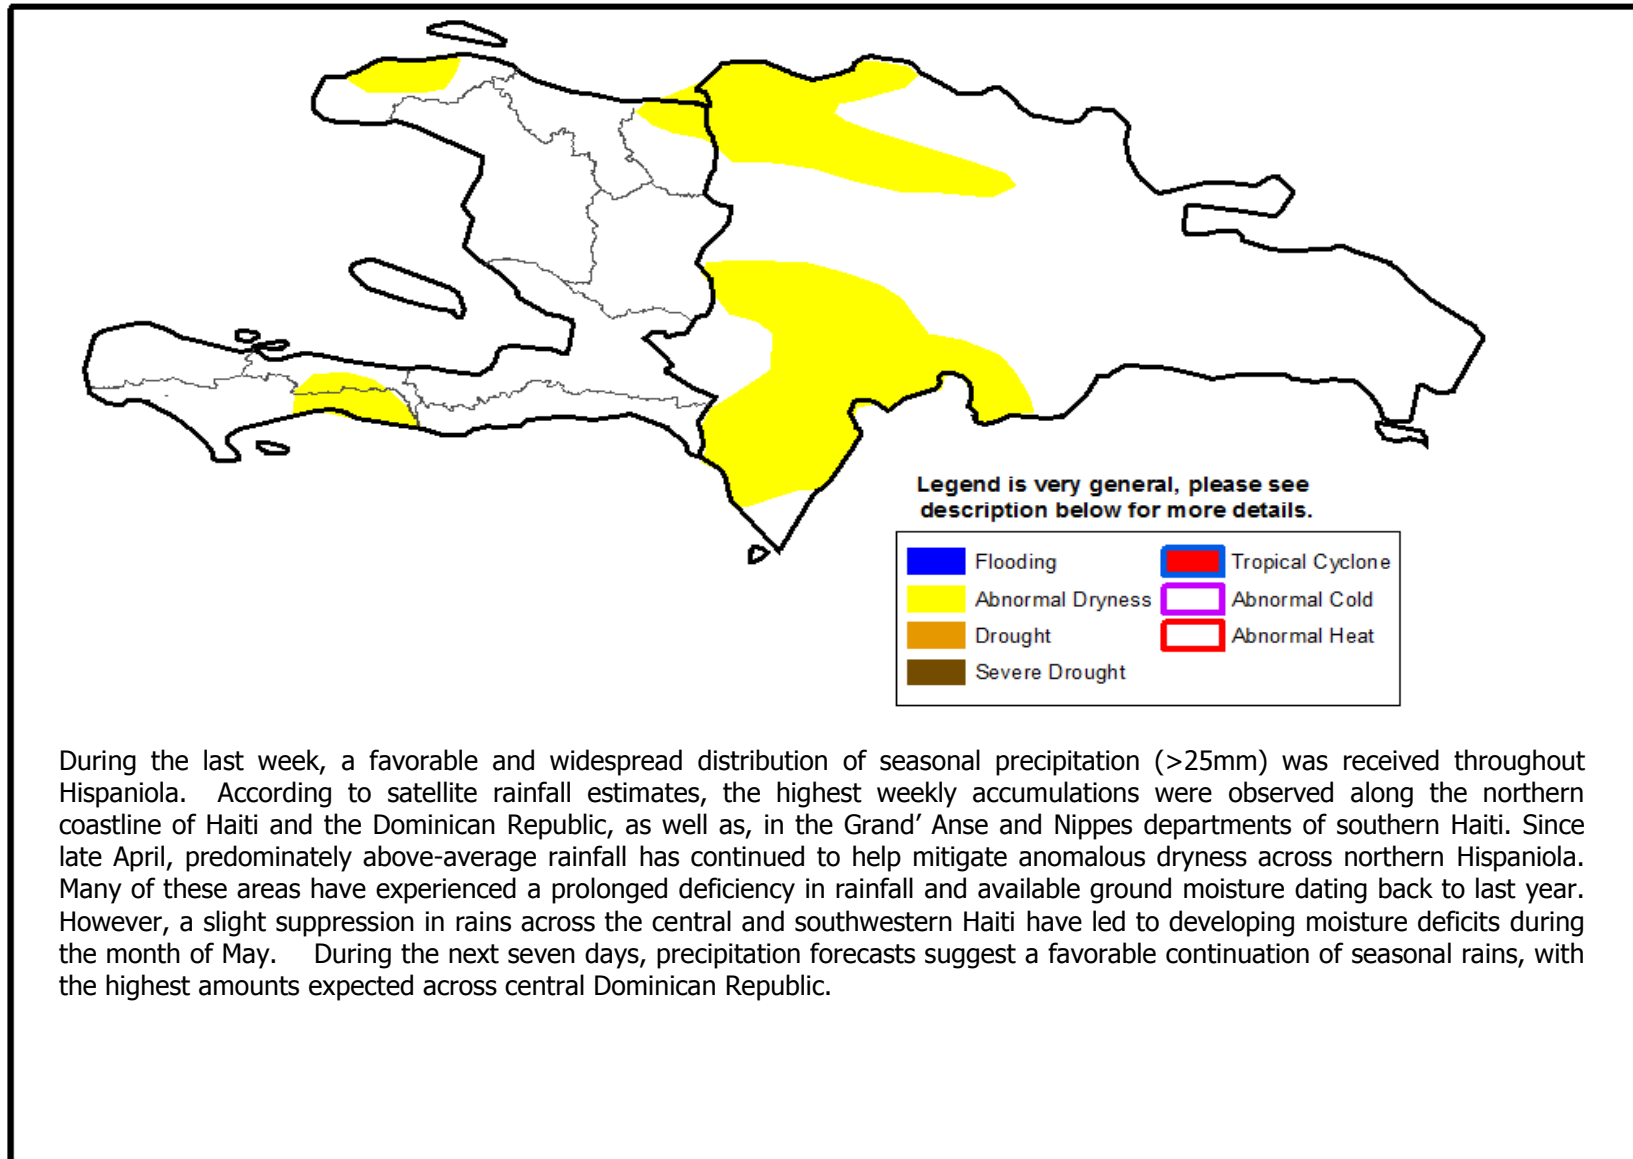 Legend is very general, please see
description below for more details.
Flooding
Tropical Cyclone
Abnormal Dryness
Abnormal Cold
Drought
Abnormal Heat
Severe Drought
During the last week, a favorable and widespread distribution of seasonal precipitation (>25mm) was received throughout
Hispaniola. According to satellite rainfall estimates, the highest weekly accumulations were observed along the northern
coastline of Haiti and the Dominican Republic, as well as, in the Grand’ Anse and Nippes departments of southern Haiti. Since
late April, predominately above-average rainfall has continued to help mitigate anomalous dryness across northern Hispaniola.
Many of these areas have experienced a prolonged deficiency in rainfall and available ground moisture dating back to last year.
However, a slight suppression in rains across the central and southwestern Haiti have led to developing moisture deficits during
the month of May. During the next seven days, precipitation forecasts suggest a favorable continuation of seasonal rains, with
the highest amounts expected across central Dominican Republic.